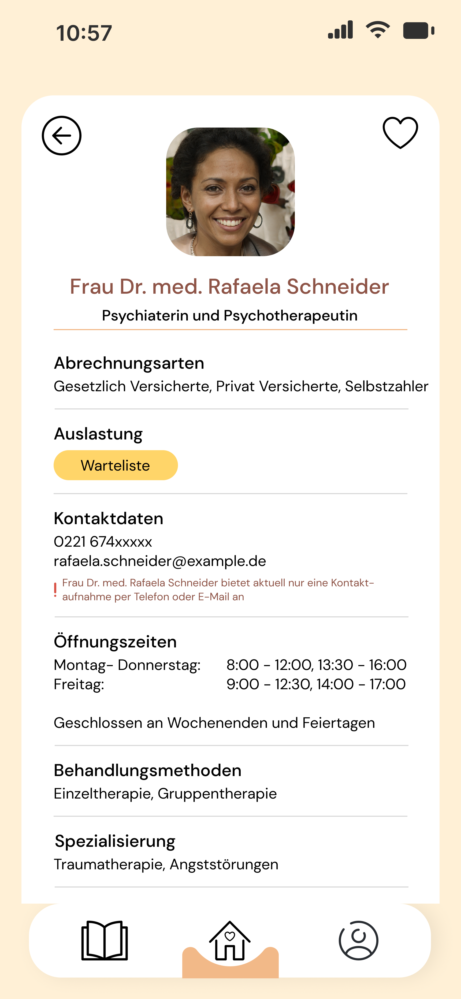 10:57
Frau Dr. med. Rafaela Schneider
Psychiaterin und Psychotherapeutin
Abrechnungsarten
Gesetzlich Versicherte, Privat Versicherte, Selbstzahler
Auslastung
Warteliste
Kontaktdaten
0221 674xxxxx
rafaela.schneider@example.de
! Frau Dr. med. Rafaela Schneider bietet aktuell nur eine Kontakt-
aufnahme per Telefon oder E-Mail an
Öffnungszeiten
Montag- Donnerstag: 8:00 - 12:00, 13:30 - 16:00
Freitag: 9:00 - 12:30, 14:00 - 17:00
Geschlossen an Wochenenden und Feiertagen
Behandlungsmethoden
Einzeltherapie, Gruppentherapie
Spezialisierung
Traumatherapie, Angststörungen